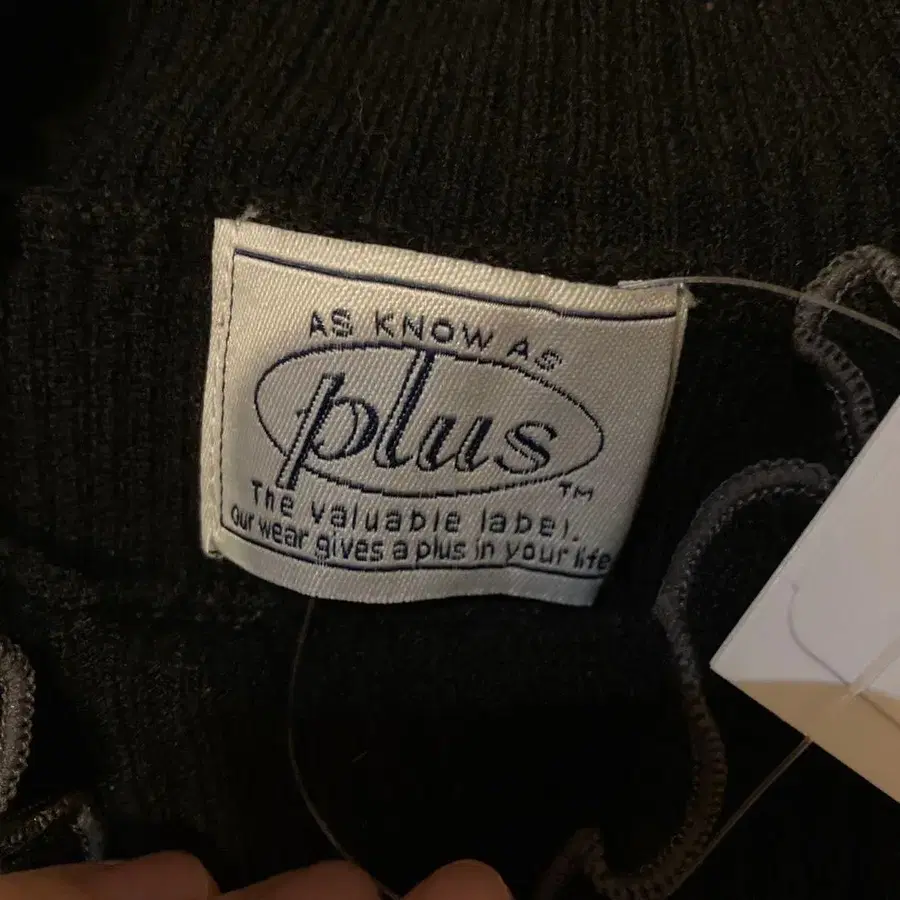 AS KNOW AS
plus
TM
The valuable label.
our wear gives a plus in your life